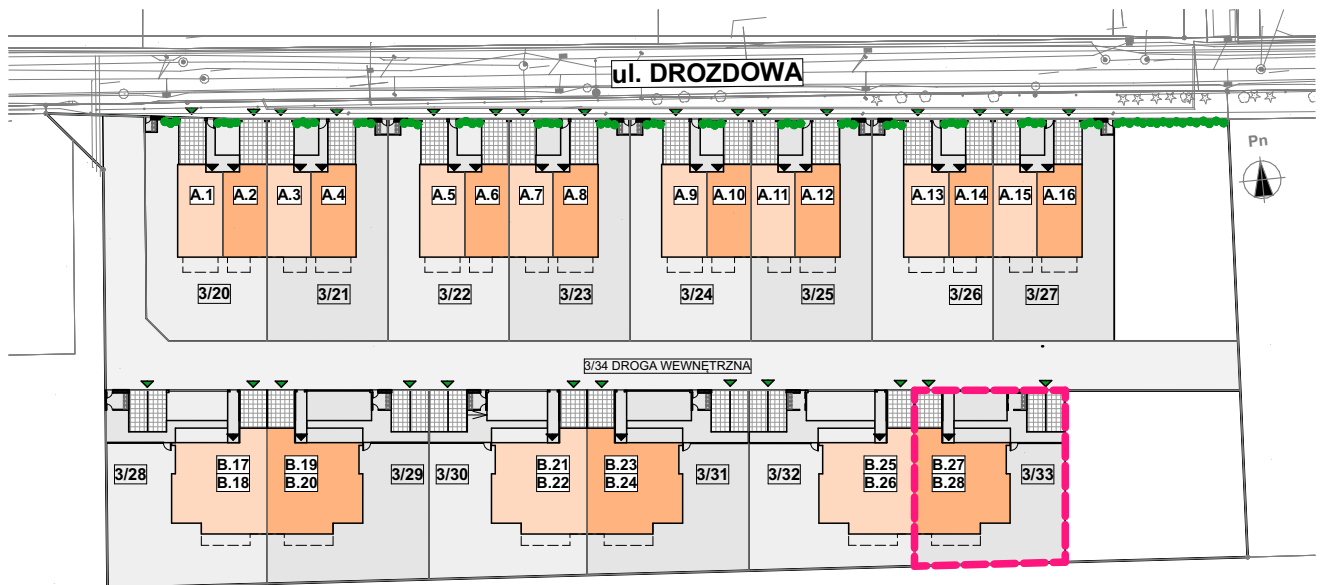 ul. DROZDOWA
Pn
A.1
A.2
A.3
A.4
A.5
A.6
A.7
A.8
A.9
A.10
A.11
A.12
A.13
A.14
A.15
A.16
3/20
3/21
3/22
3/23
3/24
3/25
3/26
3/27
3/34 DROGA WEWNĘTRZNA
3/28
B.17
B.18
B.19
B.20
3/29
3/30
B.21
B.22
B.23
B.24
3/31
3/32
B.25
B.26
B.27
B.28
3/33